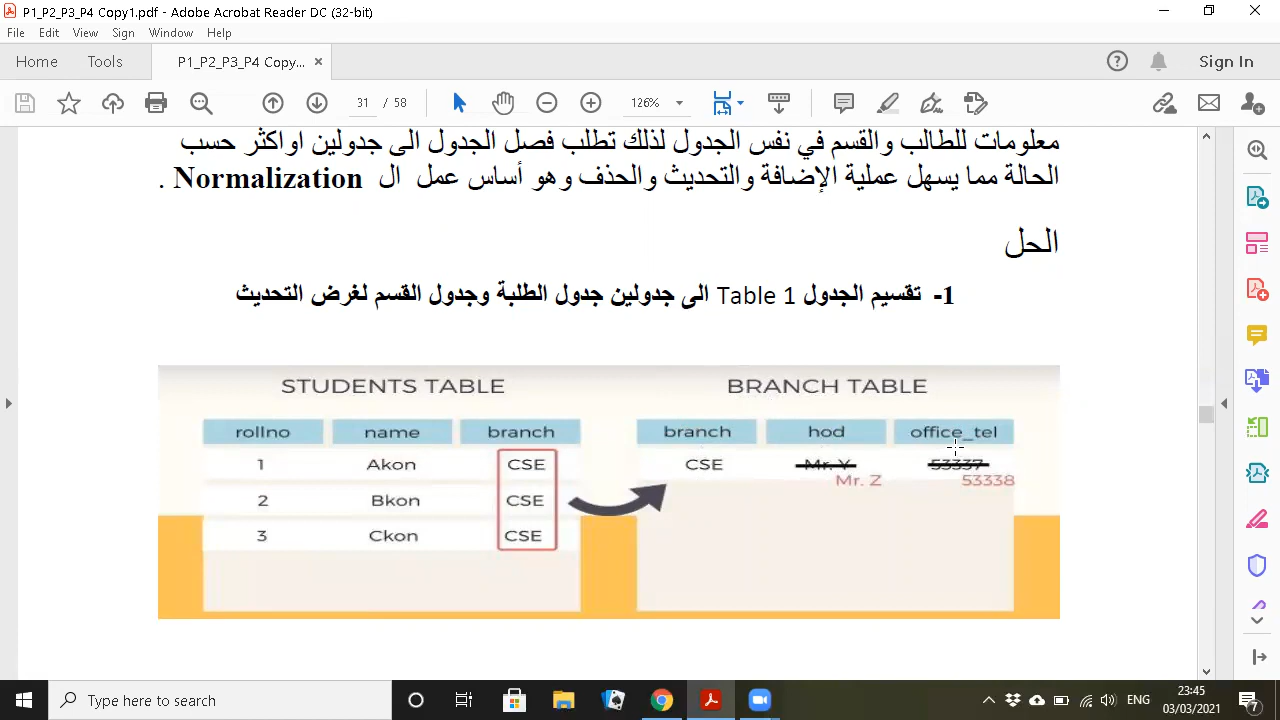 P1_P2_P3_P4 Copy1.pdf - Adobe Acrobat Reader DC (32-bit)
File Edit View Sign Window Help
Home Tools P1_P2_P3_P4 Copy... × Sign In
31 / 58 126%
معلومات للطالب والقسم في نفس الجدول لذلك تطلب فصل الجدول الى جدولين اواكثر حسب
الحالة مما يسهل عملية الإضافة والتحديث والحذف وهو أساس عمل ال Normalization .
الحل
1- تقسيم الجدول Table 1 الى جدولين جدول الطلبة وجدول القسم لغرض التحديث
STUDENTS TABLE BRANCH TABLE
rollno name branch branch hod office_tel
1 Akon CSE CSE Mr. Y 53337
Mr. Z 53338
2 Bkon CSE
3 Ckon CSE
Type here to search
ENG 23:45
03/03/2021 7